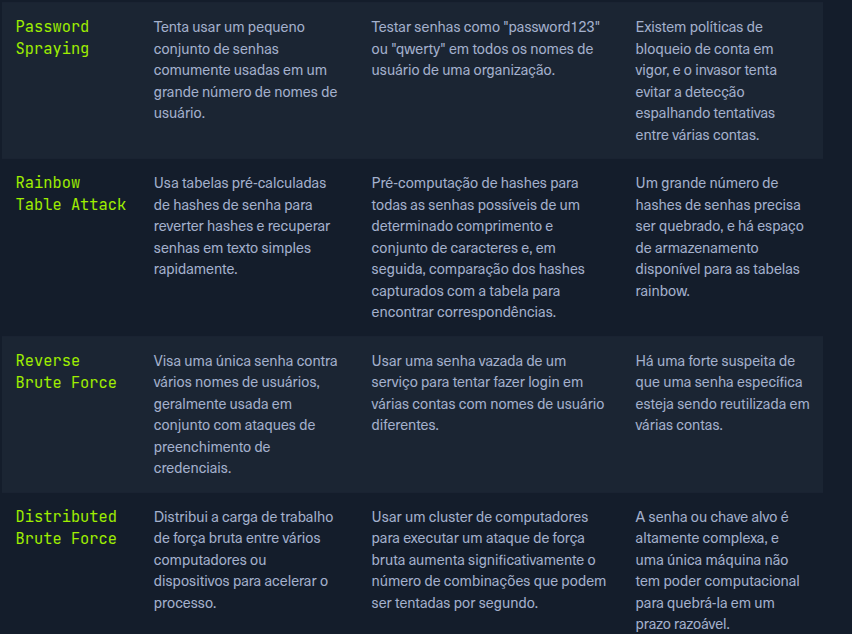 Password
Spraying
Tenta usar um pequeno
conjunto de senhas
comumente usadas em um
grande número de nomes de
usuário.
Testar senhas como "password123"
ou "qwerty" em todos os nomes de
usuário de uma organização.
Existem políticas de
bloqueio de conta em
vigor, e o invasor tenta
evitar a detecção
espalhando tentativas
entre várias contas.
Rainbow
Table Attack
Usa tabelas pré-calculadas
de hashes de senha para
reverter hashes e recuperar
senhas em texto simples
rapidamente.
Pré-computação de hashes para
todas as senhas possíveis de um
determinado comprimento e
conjunto de caracteres e, em
seguida, comparação dos hashes
capturados com a tabela para
encontrar correspondências.
Um grande número de
hashes de senhas precisa
ser quebrado, e há espaço
de armazenamento
disponível para as tabelas
rainbow.
Reverse
Brute Force
Visa uma única senha contra
vários nomes de usuários,
geralmente usada em
conjunto com ataques de
preenchimento de
credenciais.
Usar uma senha vazada de um
serviço para tentar fazer login em
várias contas com nomes de usuário
diferentes.
Há uma forte suspeita de
que uma senha específica
esteja sendo reutilizada em
várias contas.
Distributed
Brute Force
Distribui a carga de trabalho
de força bruta entre vários
computadores ou
dispositivos para acelerar o
processo.
Usar um cluster de computadores
para executar um ataque de força
bruta aumenta significativamente o
número de combinações que podem
ser tentadas por segundo.
A senha ou chave alvo é
altamente complexa, e
uma única máquina não
tem poder computacional
para quebrá-la em um
prazo razoável.